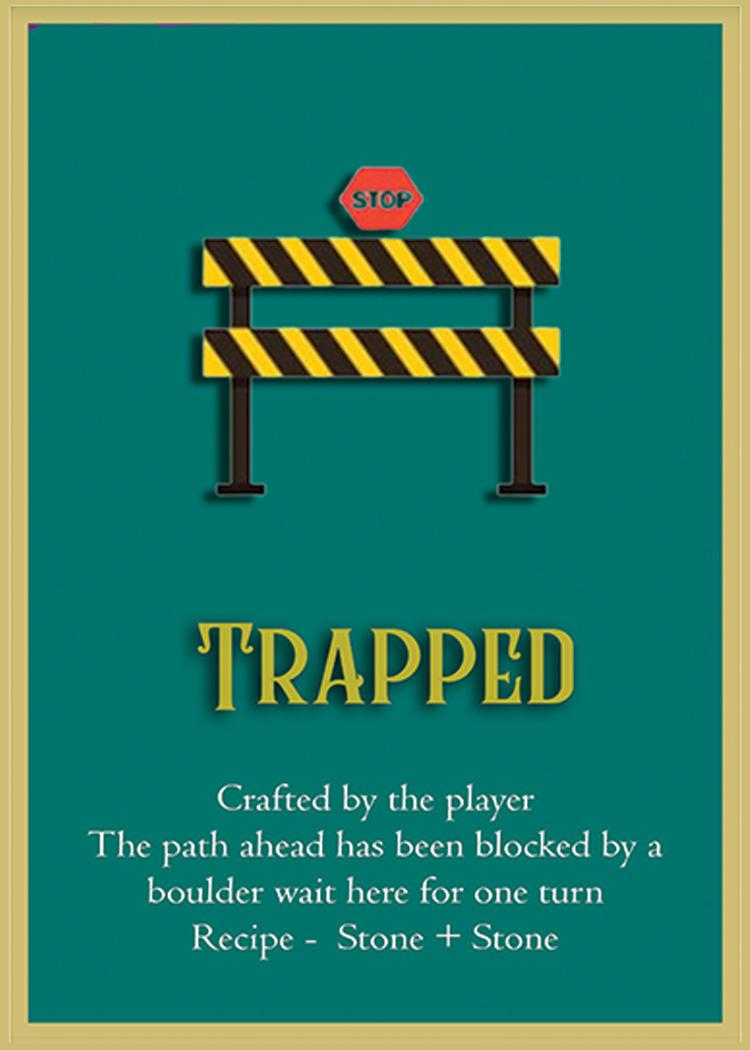 STOP
Trapped
Crafted by the player
The path ahead has been blocked by a
boulder wait here for one turn
Recipe - Stone + Stone